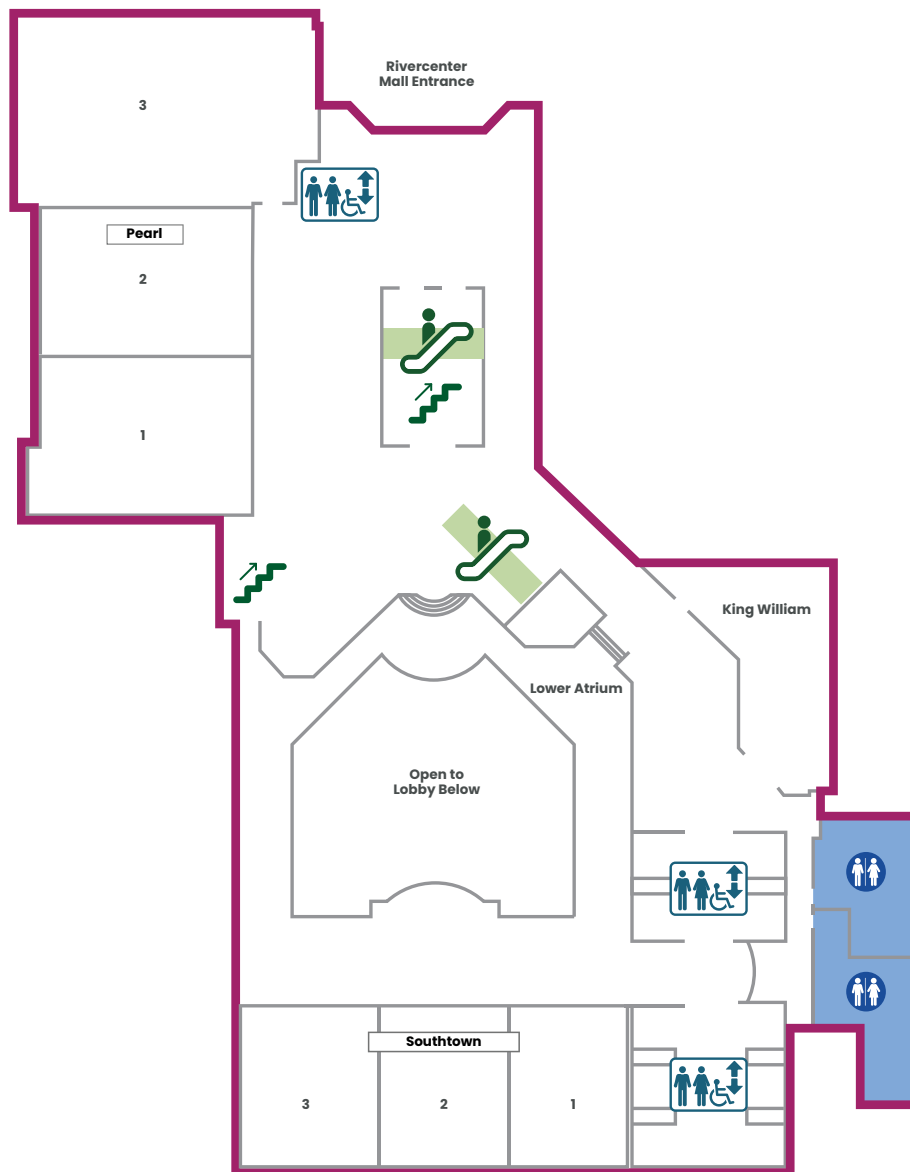 Rivercenter
Mall Entrance
3
Pearl
2
1
King William
Lower Atrium
Open to
Lobby Below
Southtown
3
2
1